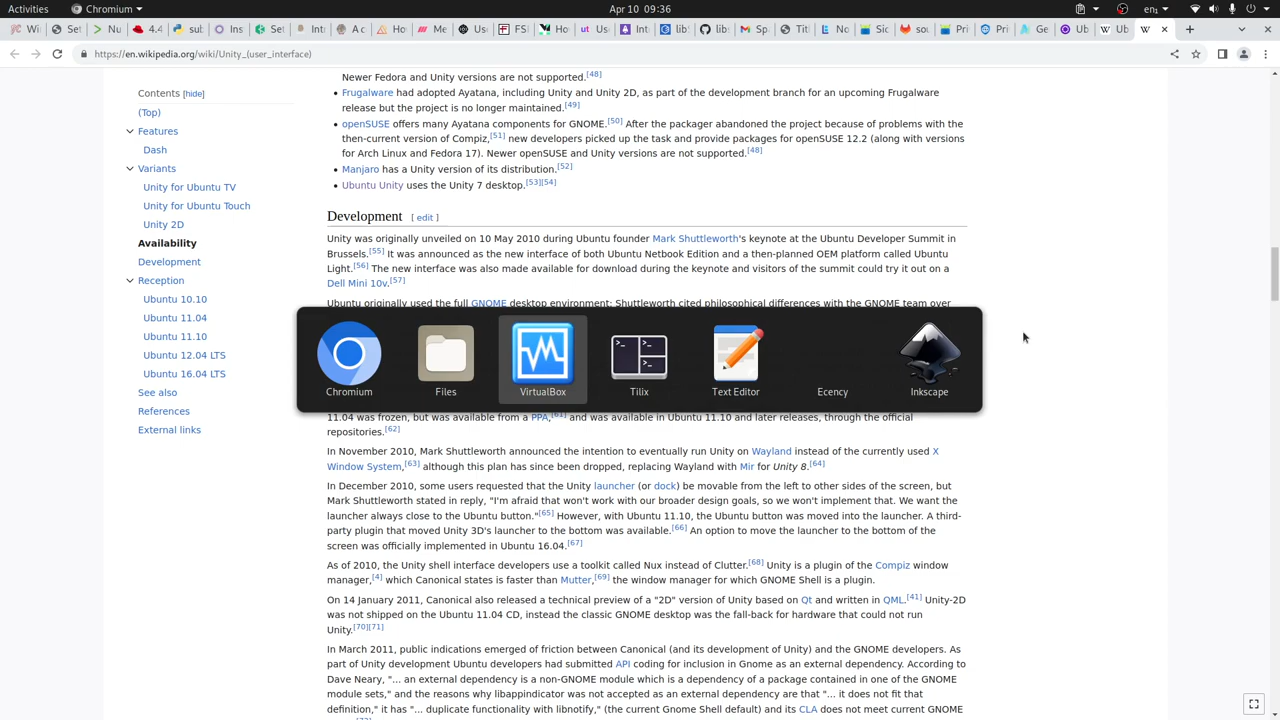 Activities
Chromium
Apr 10 09:36
en
https://en.wikipedia.org/wiki/Unity_(user_interface)
Contents [hide]
(Top)
Features
Dash
Variants
Unity for Ubuntu TV
Unity for Ubuntu Touch
Unity 2D
Availability
Development
Reception
Ubuntu 10.10
Ubuntu 11.04
Ubuntu 11.10
Ubuntu 12.04 LTS
Ubuntu 16.04 LTS
See also
References
External links
Newer Fedora and Unity versions are not supported.[48]
• Frugalware had adopted Ayatana, including Unity and Unity 2D, as part of the development branch for an upcoming Frugalware
release but the project is no longer maintained.[49]
• openSUSE offers many Ayatana components for GNOME.[50] After the packager abandoned the project because of problems with the
then-current version of Compiz,[51] new developers picked up the task and provide packages for openSUSE 12.2 (along with versions
for Arch Linux and Fedora 17). Newer openSUSE and Unity versions are not supported.[48]
• Manjaro has a Unity version of its distribution.[52]
• Ubuntu Unity uses the Unity 7 desktop.[53][54]
Development [ edit ]
Unity was originally unveiled on 10 May 2010 during Ubuntu founder Mark Shuttleworth's keynote at the Ubuntu Developer Summit in
Brussels.[55] It was announced as the new interface of both Ubuntu Netbook Edition and a then-planned OEM platform called Ubuntu
Light.[56] The new interface was also made available for download during the keynote and visitors of the summit could try it out on a
Dell Mini 10v.[57]
Ubuntu originally used the full GNOME desktop environment; Shuttleworth cited philosophical differences with the GNOME team over
Chromium
Files
VirtualBox
Tilix
Text Editor
Ecency
Inkscape
11.04 was frozen, but was available from a PPA,[61] and was available in Ubuntu 11.10 and later releases, through the official
repositories.[62]
In November 2010, Mark Shuttleworth announced the intention to eventually run Unity on Wayland instead of the currently used X
Window System,[63] although this plan has since been dropped, replacing Wayland with Mir for Unity 8.[64]
In December 2010, some users requested that the Unity launcher (or dock) be movable from the left to other sides of the screen, but
Mark Shuttleworth stated in reply, "I'm afraid that won't work with our broader design goals, so we won't implement that. We want the
launcher always close to the Ubuntu button."[65] However, with Ubuntu 11.10, the Ubuntu button was moved into the launcher. A third-
party plugin that moved Unity 3D's launcher to the bottom was available.[66] An option to move the launcher to the bottom of the
screen was officially implemented in Ubuntu 16.04.[67]
As of 2010, the Unity shell interface developers use a toolkit called Nux instead of Clutter.[68] Unity is a plugin of the Compiz window
manager,[4] which Canonical states is faster than Mutter,[69] the window manager for which GNOME Shell is a plugin.
On 14 January 2011, Canonical also released a technical preview of a "2D" version of Unity based on Qt and written in QML.[41] Unity-2D
was not shipped on the Ubuntu 11.04 CD, instead the classic GNOME desktop was the fall-back for hardware that could not run
Unity.[70][71]
In March 2011, public indications emerged of friction between Canonical (and its development of Unity) and the GNOME developers. As
part of Unity development Ubuntu developers had submitted API coding for inclusion in Gnome as an external dependency. According to
Dave Neary, "... an external dependency is a non-GNOME module which is a dependency of a package contained in one of the GNOME
module sets," and the reasons why libappindicator was not accepted as an external dependency are that "... it does not fit that
definition," it has "... duplicate functionality with libnotify," (the current Gnome Shell default) and its CLA does not meet current GNOME